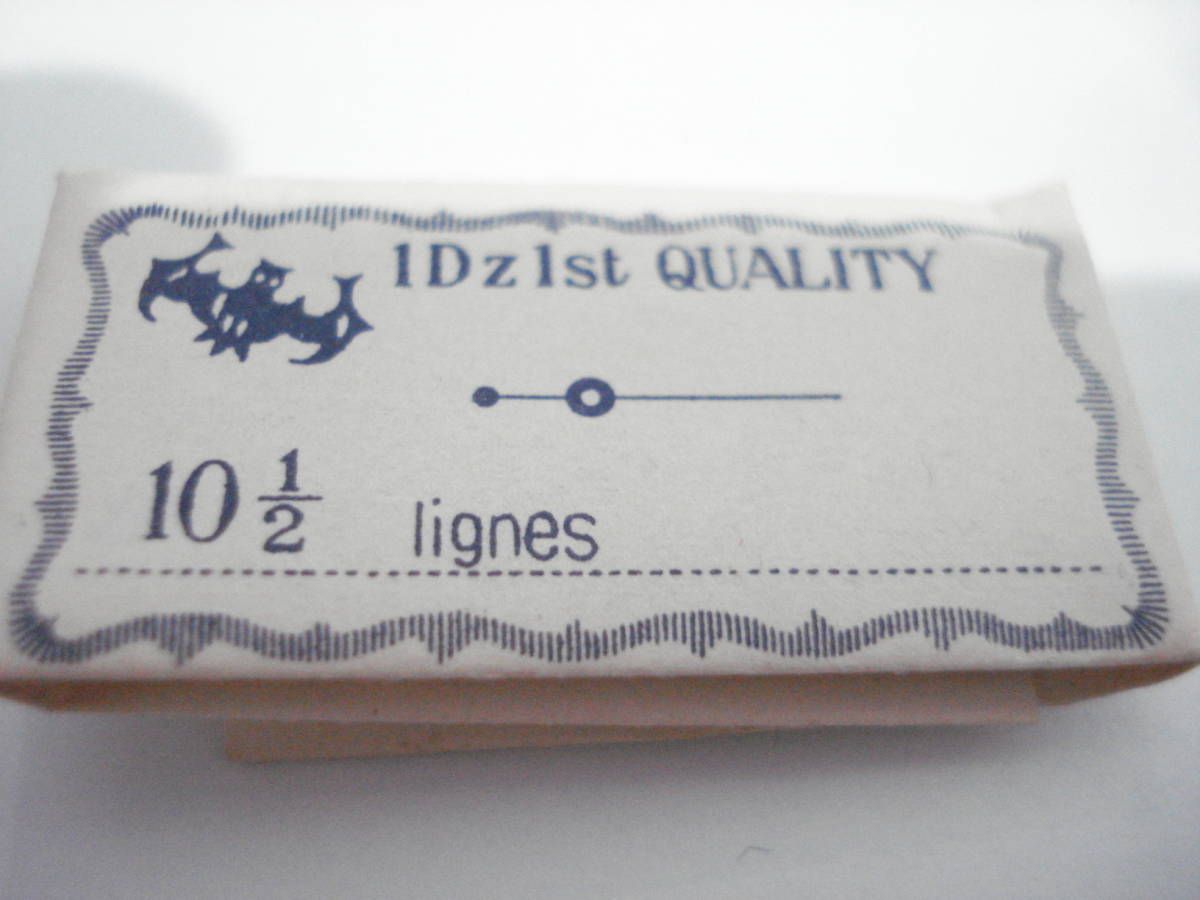 1Dz1st QUALITY
10 1/2 lignes